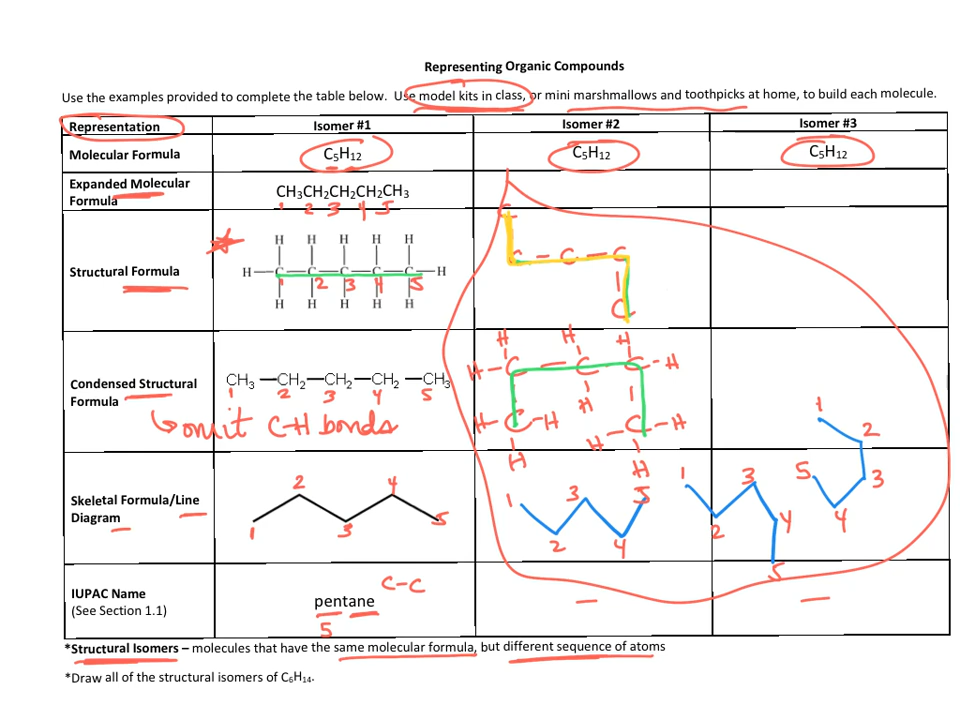 Representing Organic Compounds
Use the examples provided to complete the table below. Use model kits in class, or mini marshmallows and toothpicks at home, to build each molecule.
Representation Isomer #1 Isomer #2 Isomer #3
Molecular Formula C₅H₁₂ C₅H₁₂ C₅H₁₂
Expanded Molecular
Formula
CH₃CH₂CH₂CH₂CH₃
1 2 3 4 5
C
H H H H H
Structural Formula
H—C—C—C—C—C—H
1 2 3 4 5
H H H H H
C - C - C
C
Condensed Structural
Formula
CH₃ —CH₂—CH₂—CH₂ —CH₃
1 2 3 4 5
omit C-H bonds
H H H
H-C - C - C-H
H
H-C-H H-C-H
H H
Skeletal Formula/Line
Diagram
1 2 3 4 5
1 2 3 4 5
1 2 3 4 5
1 2 3 4 5
IUPAC Name
(See Section 1.1)
C-C
pentane
5
*Structural Isomers – molecules that have the same molecular formula, but different sequence of atoms
*Draw all of the structural isomers of C₆H₁₄.